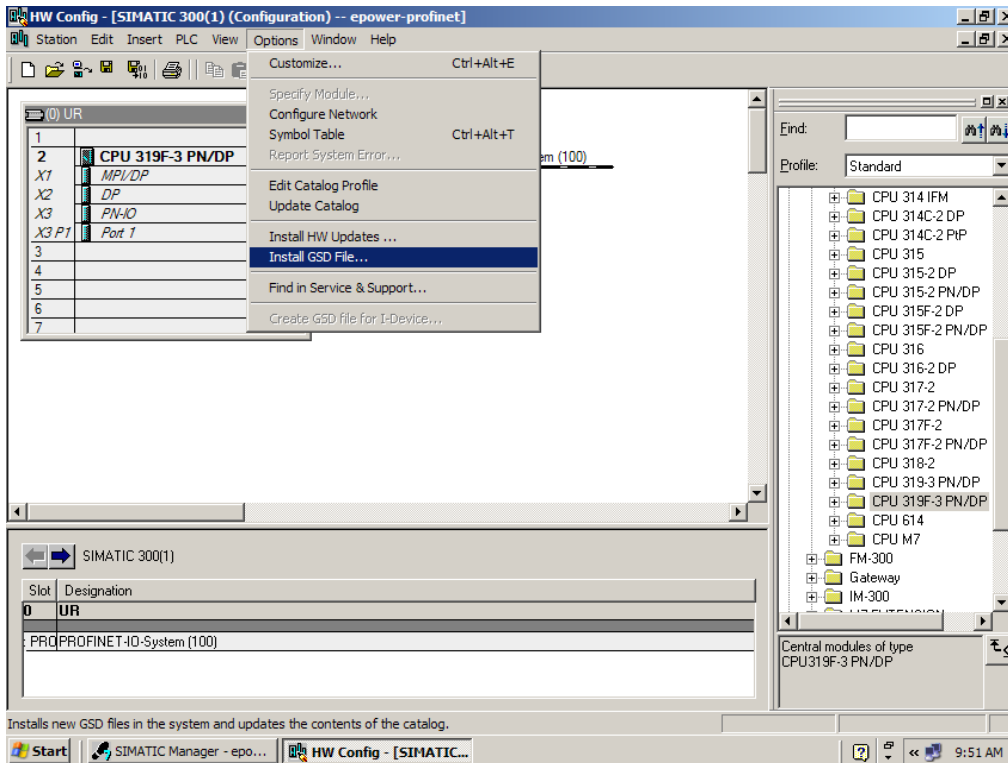 HW Config - [SIMATIC 300(1) (Configuration) -- epower-profinet]
Station Edit Insert PLC View Options Window Help
Customize... Ctrl+Alt+E
Specify Module...
Configure Network
Symbol Table Ctrl+Alt+T
Report System Error...
Edit Catalog Profile
Update Catalog
Install HW Updates ...
Install GSD File...
Find in Service & Support...
Create GSD file for I-Device...
(0) UR
1
2 CPU 319F-3 PN/DP
X1 MPI/DP
X2 DP
X3 PN-IO
X3 P1 Port 1
3
4
5
6
7
(100)
Find:
Profile: Standard
CPU 314 IFM
CPU 314C-2 DP
CPU 314C-2 PtP
CPU 315
CPU 315-2 DP
CPU 315-2 PN/DP
CPU 315F-2 DP
CPU 315F-2 PN/DP
CPU 316
CPU 316-2 DP
CPU 317-2
CPU 317-2 PN/DP
CPU 317F-2
CPU 317F-2 PN/DP
CPU 318-2
CPU 319-3 PN/DP
CPU 319F-3 PN/DP
CPU 614
CPU M7
FM-300
Gateway
IM-300
Central modules of type
CPU319F-3 PN/DP
SIMATIC 300(1)
Slot Designation
0 UR
: PRO PROFINET-IO-System (100)
Installs new GSD files in the system and updates the contents of the catalog.
Start SIMATIC Manager - epo... HW Config - [SIMATIC... 9:51 AM